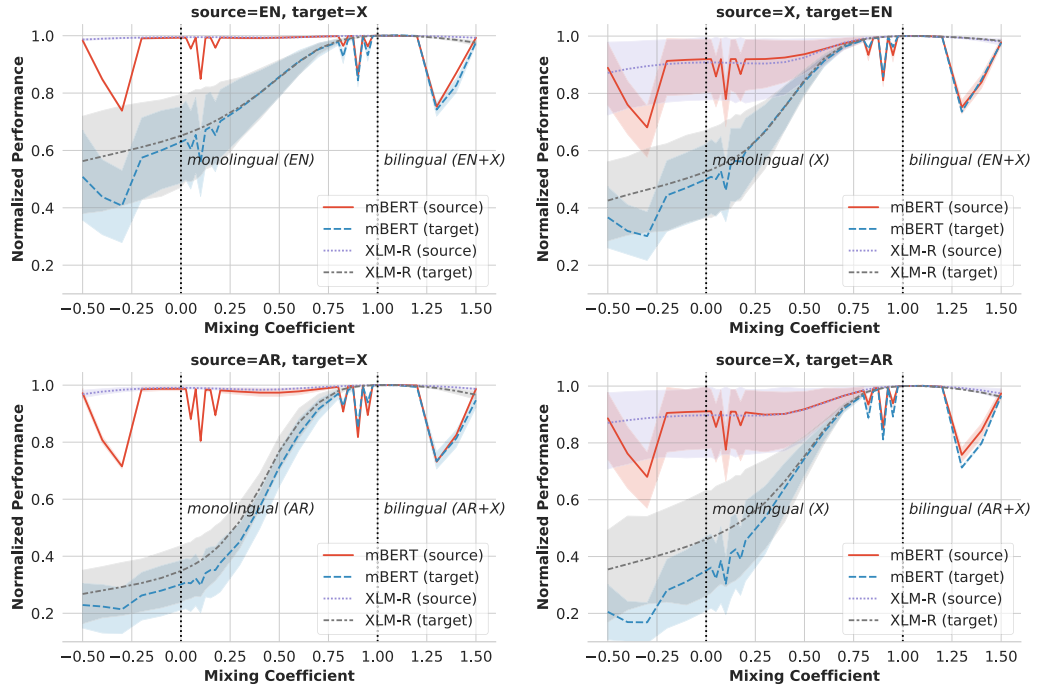 source=EN, target=X
Normalized Performance
1.0
0.8
0.6
0.4
0.2
monolingual (EN)
bilingual (EN+X)
mBERT (source)
mBERT (target)
XLM-R (source)
XLM-R (target)
−0.50 −0.25 0.00 0.25 0.50 0.75 1.00 1.25 1.50
Mixing Coefficient
source=X, target=EN
Normalized Performance
1.0
0.8
0.6
0.4
0.2
monolingual (X)
bilingual (EN+X)
mBERT (source)
mBERT (target)
XLM-R (source)
XLM-R (target)
−0.50 −0.25 0.00 0.25 0.50 0.75 1.00 1.25 1.50
Mixing Coefficient
source=AR, target=X
Normalized Performance
1.0
0.8
0.6
0.4
0.2
monolingual (AR)
bilingual (AR+X)
mBERT (source)
mBERT (target)
XLM-R (source)
XLM-R (target)
−0.50 −0.25 0.00 0.25 0.50 0.75 1.00 1.25 1.50
Mixing Coefficient
source=X, target=AR
Normalized Performance
1.0
0.8
0.6
0.4
0.2
monolingual (X)
bilingual (AR+X)
mBERT (source)
mBERT (target)
XLM-R (source)
XLM-R (target)
−0.50 −0.25 0.00 0.25 0.50 0.75 1.00 1.25 1.50
Mixing Coefficient